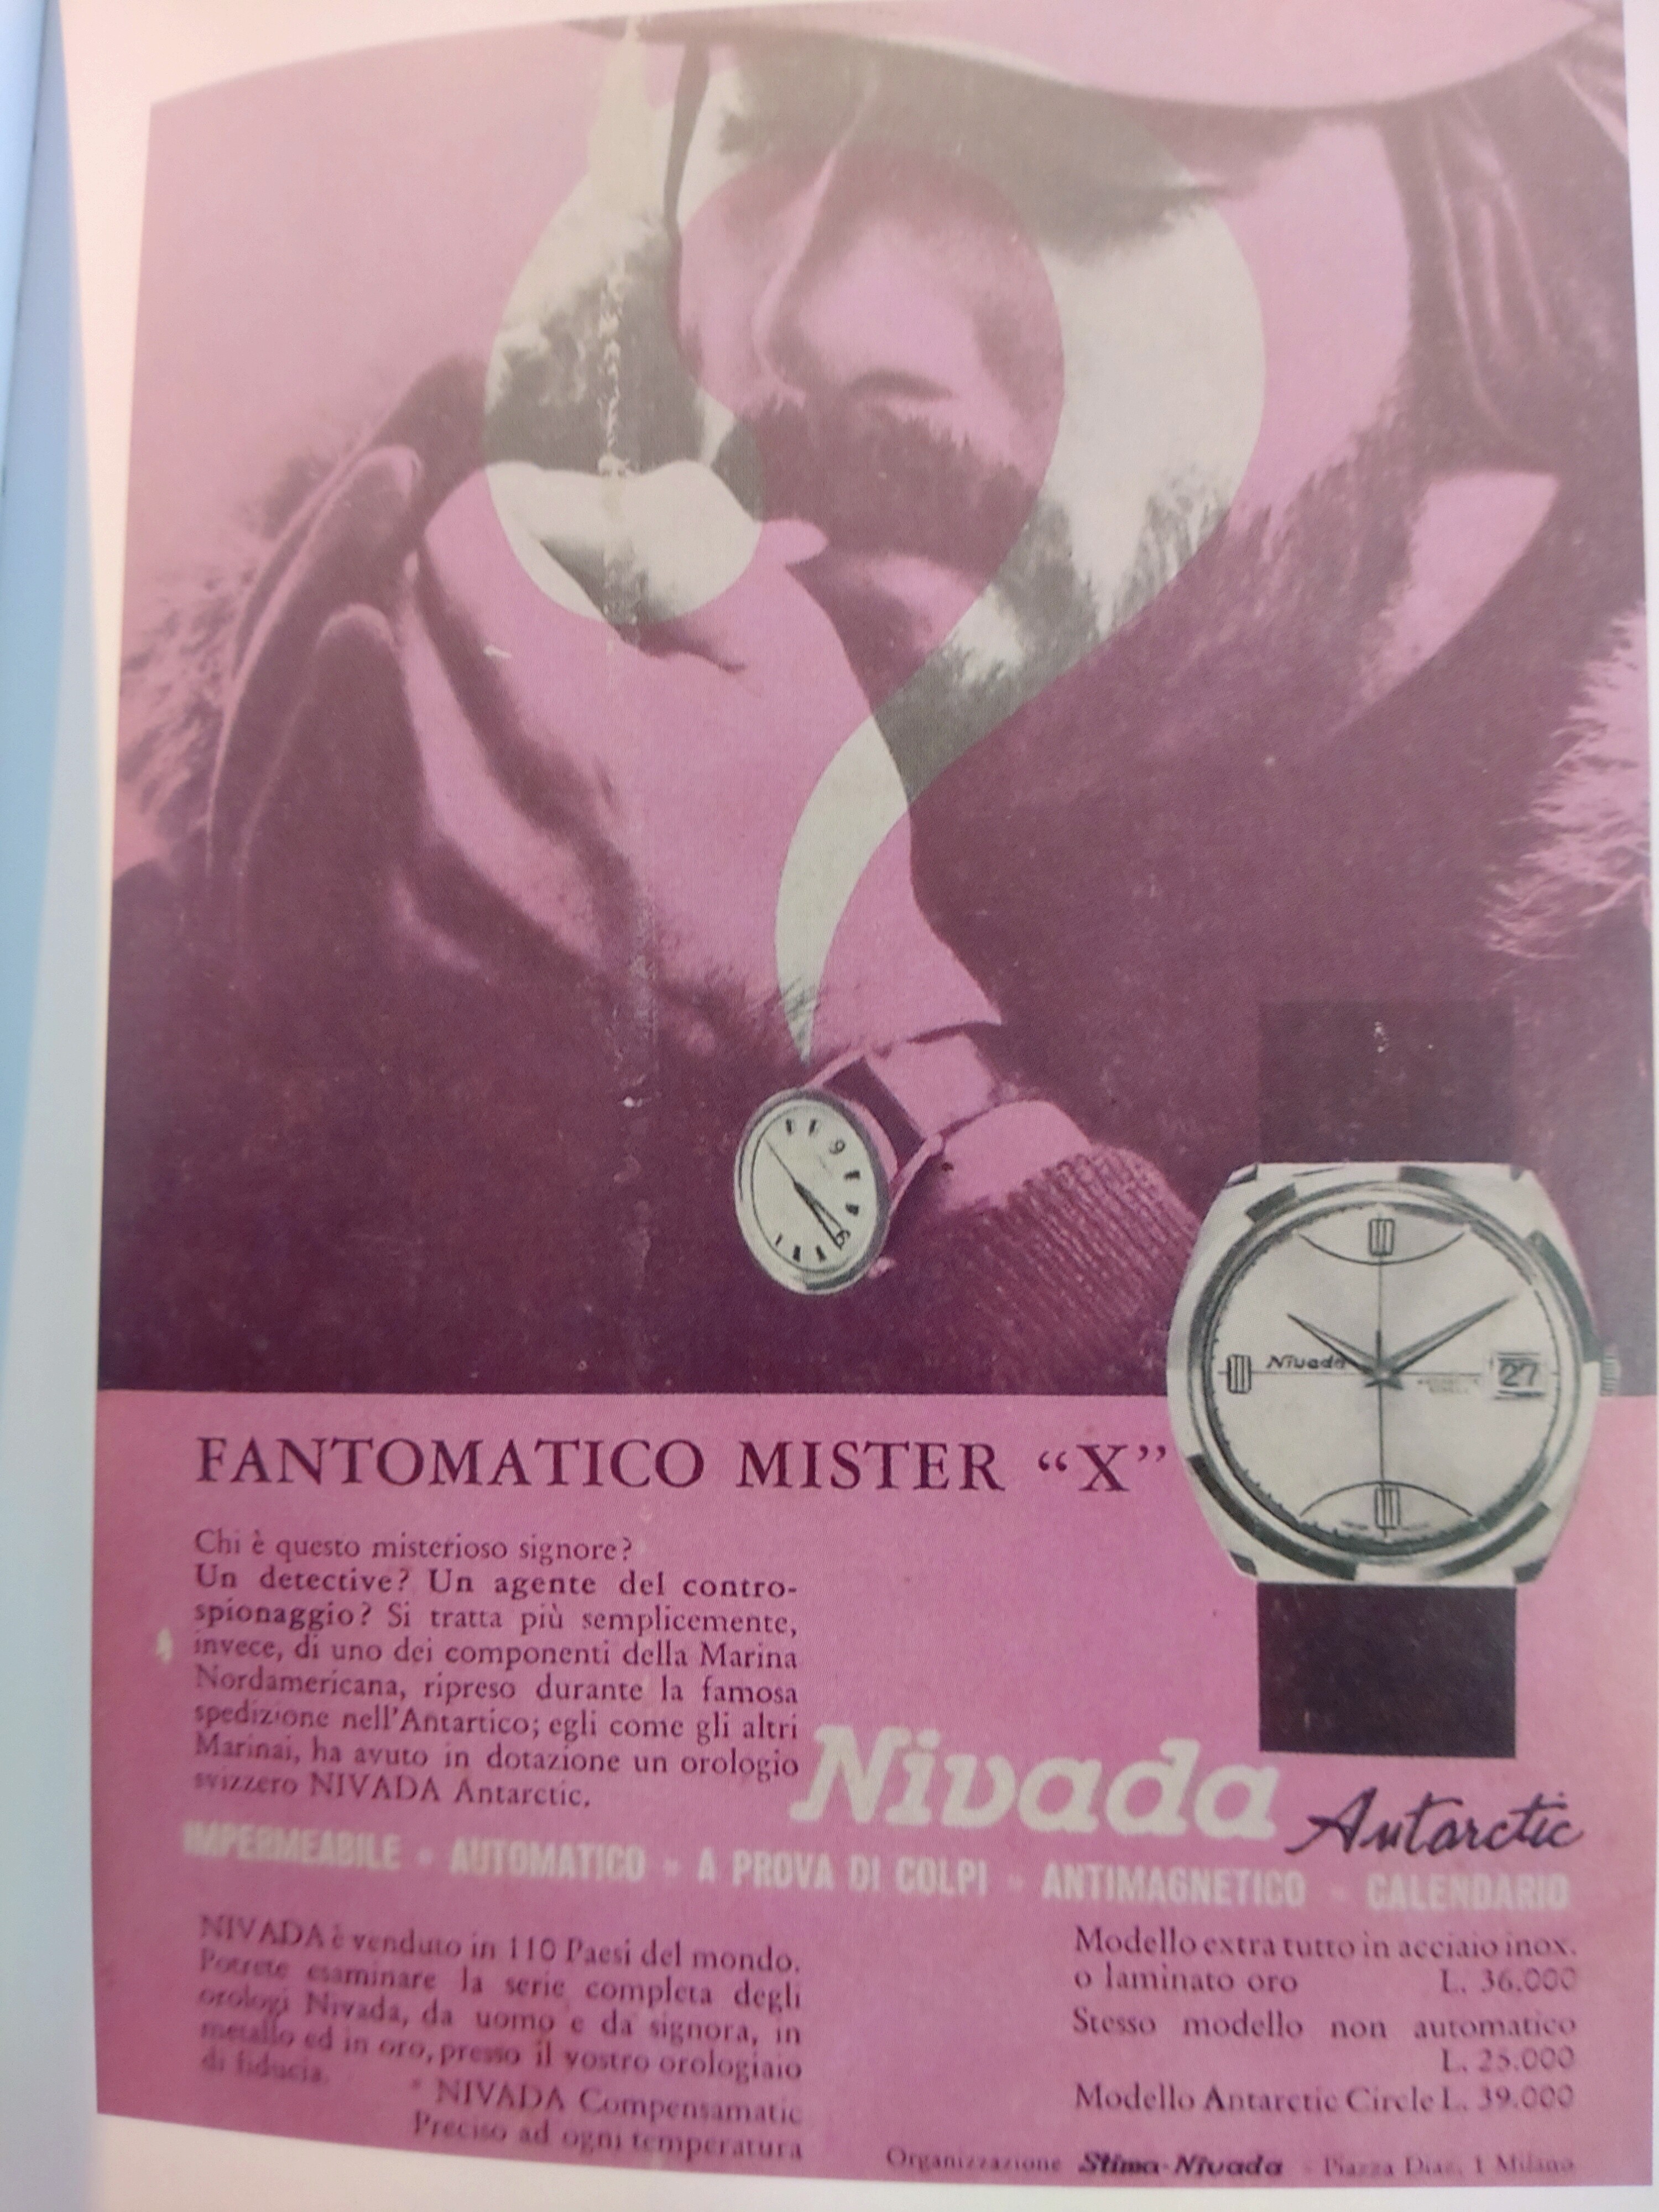 9
6
Nivada
27
FANTOMATICO MISTER “X”
Chi è questo misterioso signore?
Un detective? Un agente del contro-
spionaggio? Si tratta più semplicemente,
invece, di uno dei componenti della Marina
Nordamericana, ripreso durante la famosa
spedizione nell'Antartico; egli come gli altri
Marinai, ha avuto in dotazione un orologio
svizzero NIVADA Antarctic.
Nivada Antarctic
IMPERMEABILE • AUTOMATICO • A PROVA DI COLPI • ANTIMAGNETICO • CALENDARIO
NIVADA è venduto in 110 Paesi del mondo.
Potrete esaminare la serie completa degli
orologi Nivada, da uomo e da signora, in
metallo ed in oro, presso il vostro orologiaio
di fiducia.
* NIVADA Compensamatic
Preciso ad ogni temperatura
Modello extra tutto in acciaio inox.
o laminato oro L. 36.000
Stesso modello non automatico
L. 25.000
Modello Antarctic Circle L. 39.000
Organizzazione Stima-Nivada - Piazza Diaz, 1 Milano